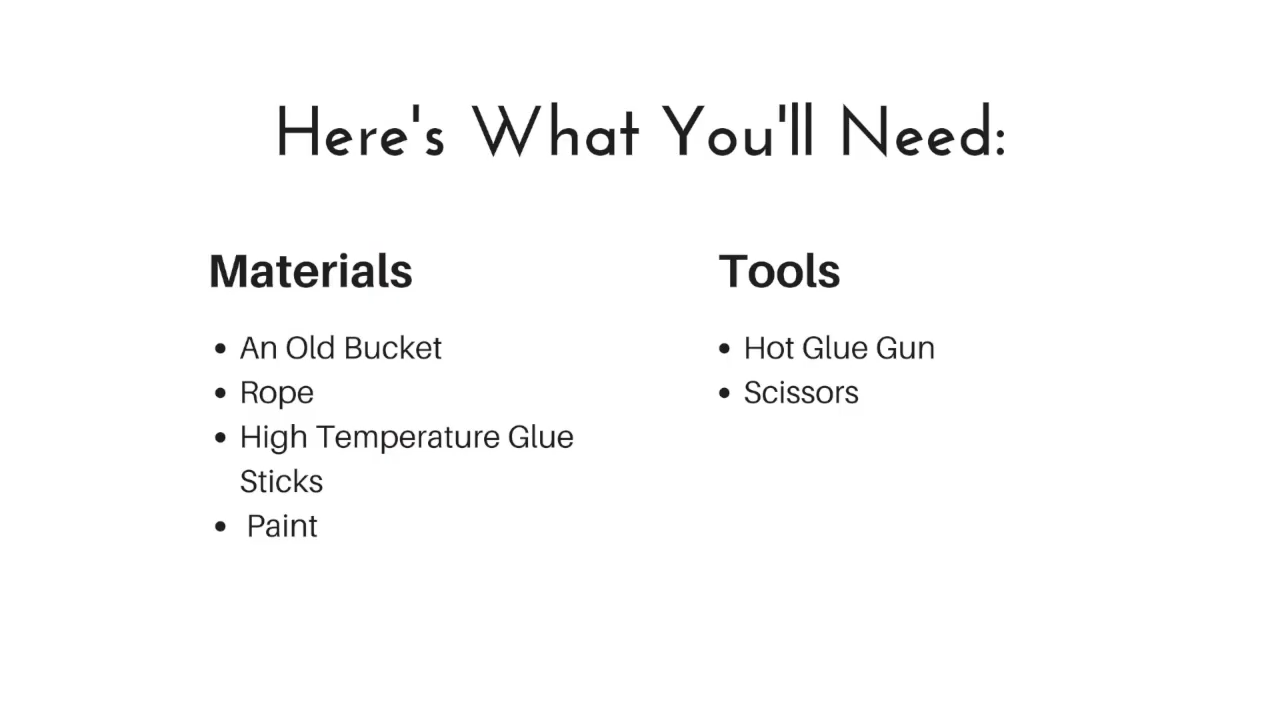 Here's What You'll Need:
Materials
• An Old Bucket
• Rope
• High Temperature Glue
Sticks
• Paint
Tools
• Hot Glue Gun
• Scissors